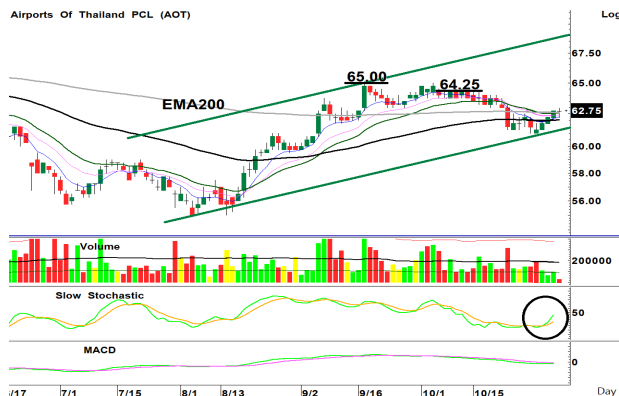 Airports Of Thailand PCL (AOT)
Log
67.50
65.00
65.00
64.25
EMA200
62.75
60.00
58.00
56.00
Volume
200000
Slow Stochastic
50
MACD
0
/17 7/1 7/15 8/1 8/13 9/2 9/16 10/1 10/15
Day